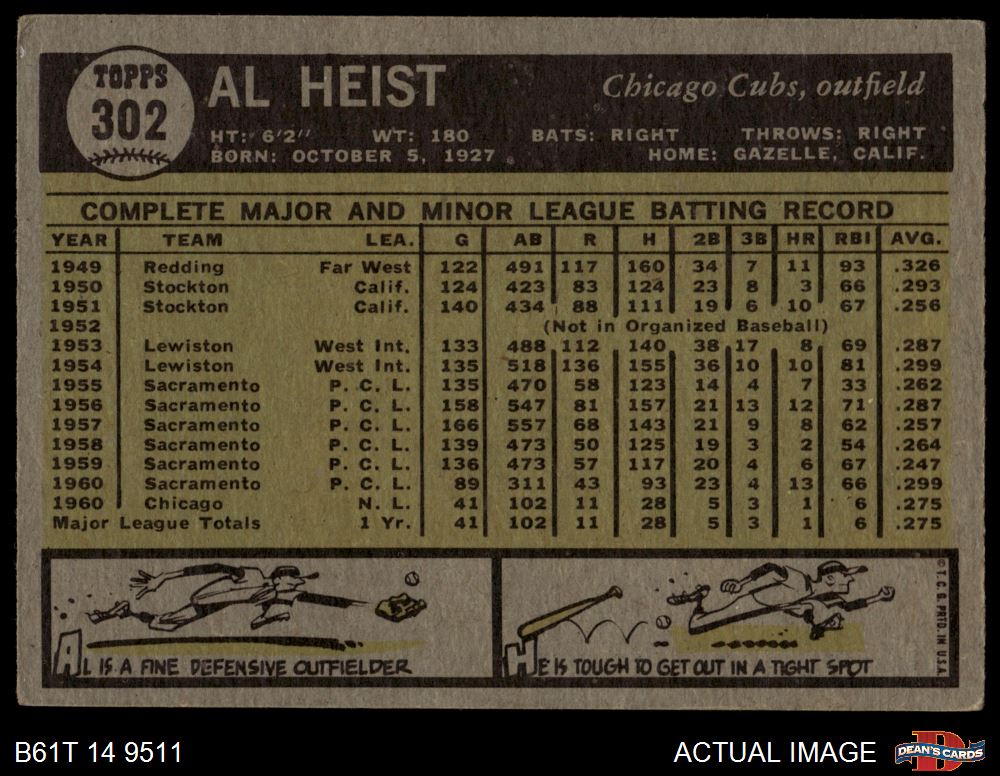 TOPPS
302
AL HEIST
Chicago Cubs, outfield
HT: 6'2" WT: 180 BATS: RIGHT THROWS: RIGHT
BORN: OCTOBER 5, 1927 HOME: GAZELLE, CALIF.
COMPLETE MAJOR AND MINOR LEAGUE BATTING RECORD
YEAR TEAM LEA. G AB R H 2B 3B HR RBI AVG.
1949 Redding Far West 122 491 117 160 34 7 11 93 .326
1950 Stockton Calif. 124 423 83 124 23 8 3 66 .293
1951 Stockton Calif. 140 434 88 111 19 6 10 67 .256
1952 (Not in Organized Baseball)
1953 Lewiston West Int. 133 488 112 140 38 17 8 69 .287
1954 Lewiston West Int. 135 518 136 155 36 10 10 81 .299
1955 Sacramento P. C. L. 135 470 58 123 14 4 7 33 .262
1956 Sacramento P. C. L. 158 547 81 157 21 13 12 71 .287
1957 Sacramento P. C. L. 166 557 68 143 21 9 8 62 .257
1958 Sacramento P. C. L. 139 473 50 125 19 3 2 54 .264
1959 Sacramento P. C. L. 136 473 57 117 20 4 6 67 .247
1960 Sacramento P. C. L. 89 311 43 93 23 4 13 66 .299
1960 Chicago N. L. 41 102 11 28 5 3 1 6 .275
Major League Totals 1 Yr. 41 102 11 28 5 3 1 6 .275
AL IS A FINE DEFENSIVE OUTFIELDER
HE IS TOUGH TO GET OUT IN A TIGHT SPOT
© T. C. G. PRTD. IN U.S.A.
B61T 14 9511
ACTUAL IMAGE
D
DEAN'S CARDS